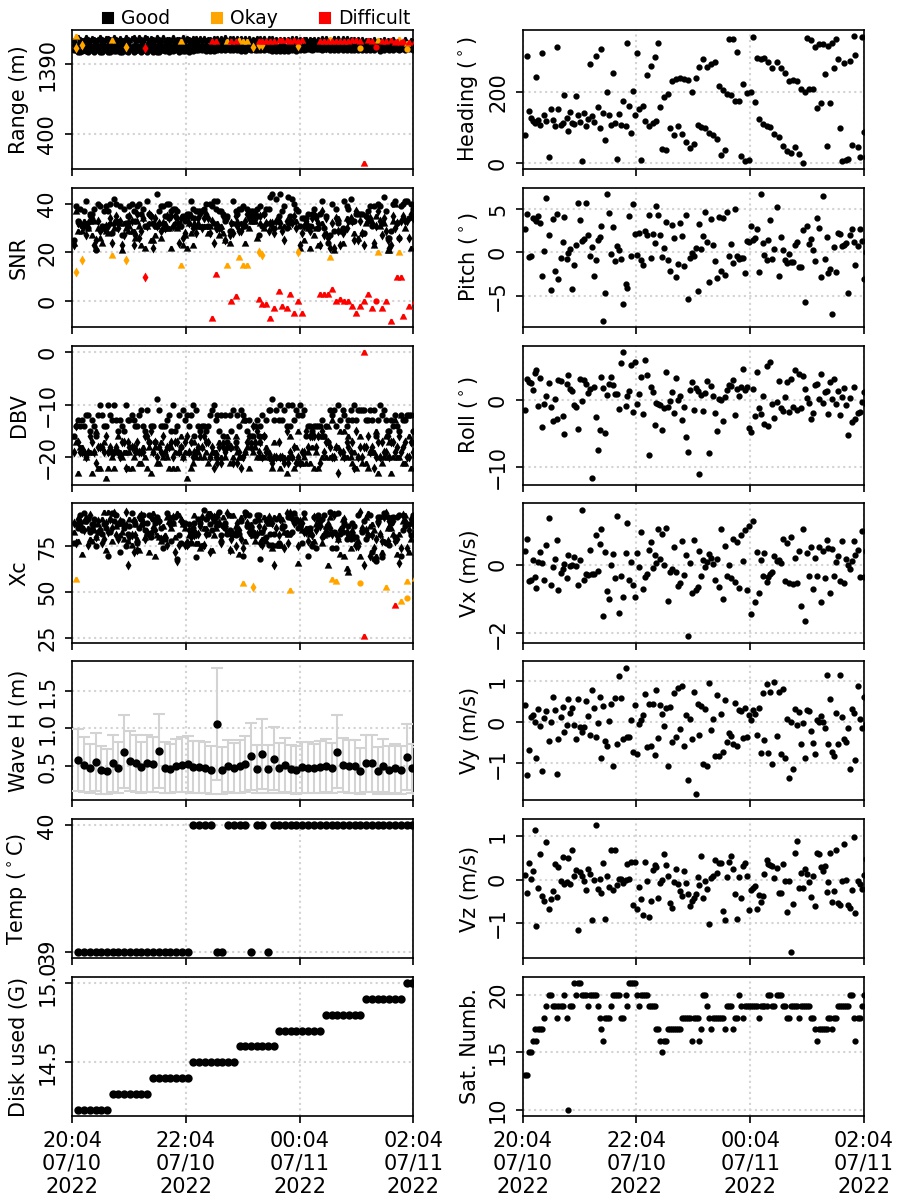 Good Okay Difficult
Range (m)
1390
400
Heading (°)
200
0
SNR
40
20
0
Pitch (°)
5
0
−5
DBV
0
−10
−20
Roll (°)
0
−10
Xc
75
50
25
Vx (m/s)
0
−2
Wave H (m)
1.5
1.0
0.5
Vy (m/s)
1
0
−1
Temp (°C)
40
39
Vz (m/s)
1
0
−1
Disk used (G)
15.0
14.5
Sat. Numb.
20
15
10
20:04 22:04 00:04 02:04
07/10 07/10 07/11 07/11
2022 2022 2022 2022
20:04 22:04 00:04 02:04
07/10 07/10 07/11 07/11
2022 2022 2022 2022